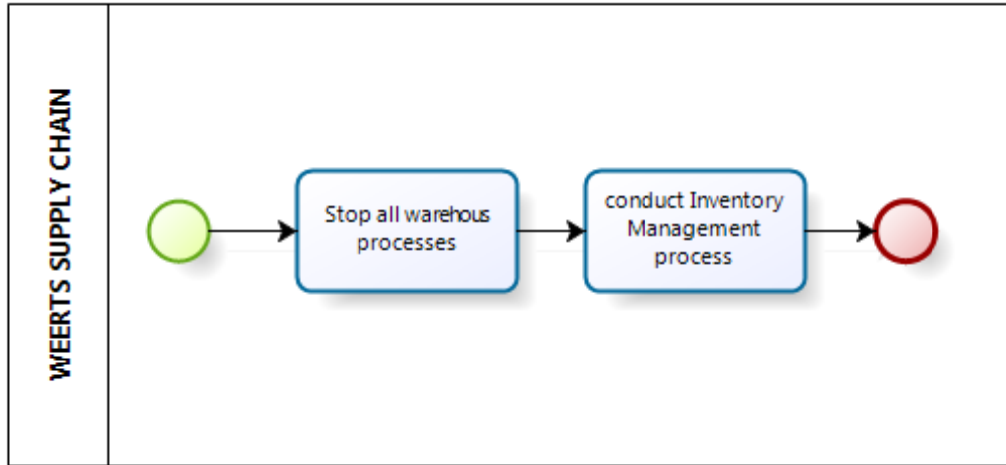 WEERTS SUPPLY CHAIN
Stop all warehous
processes
conduct Inventory
Management
process